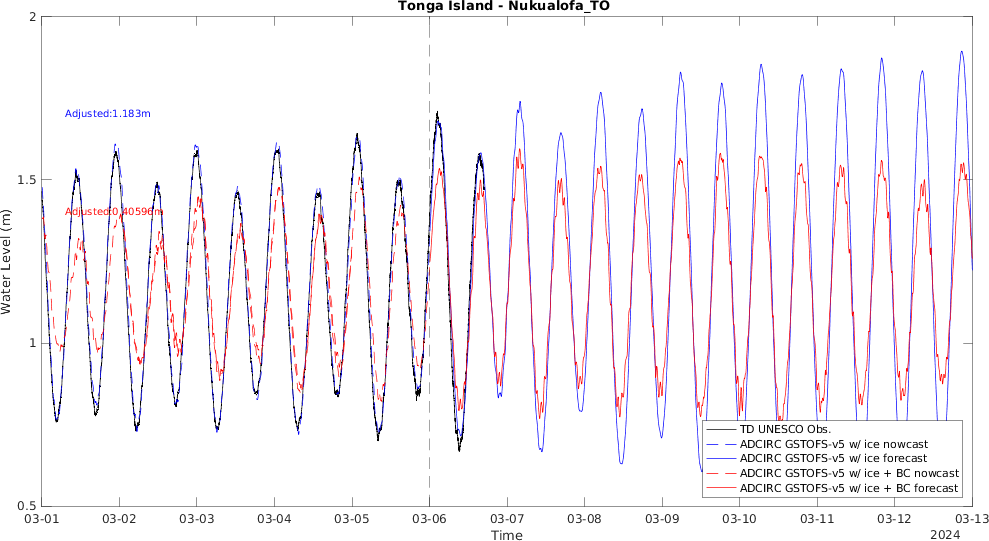 Tonga Island - Nukualofa_TO
Water Level (m)
2
1.5
1
0.5
Adjusted:1.183m
Adjusted:0.40596m
TD UNESCO Obs.
ADCIRC GSTOFS-v5 w/ ice nowcast
ADCIRC GSTOFS-v5 w/ ice forecast
ADCIRC GSTOFS-v5 w/ ice + BC nowcast
ADCIRC GSTOFS-v5 w/ ice + BC forecast
03-01 03-02 03-03 03-04 03-05 03-06 03-07 03-08 03-09 03-10 03-11 03-12 03-13
Time
2024